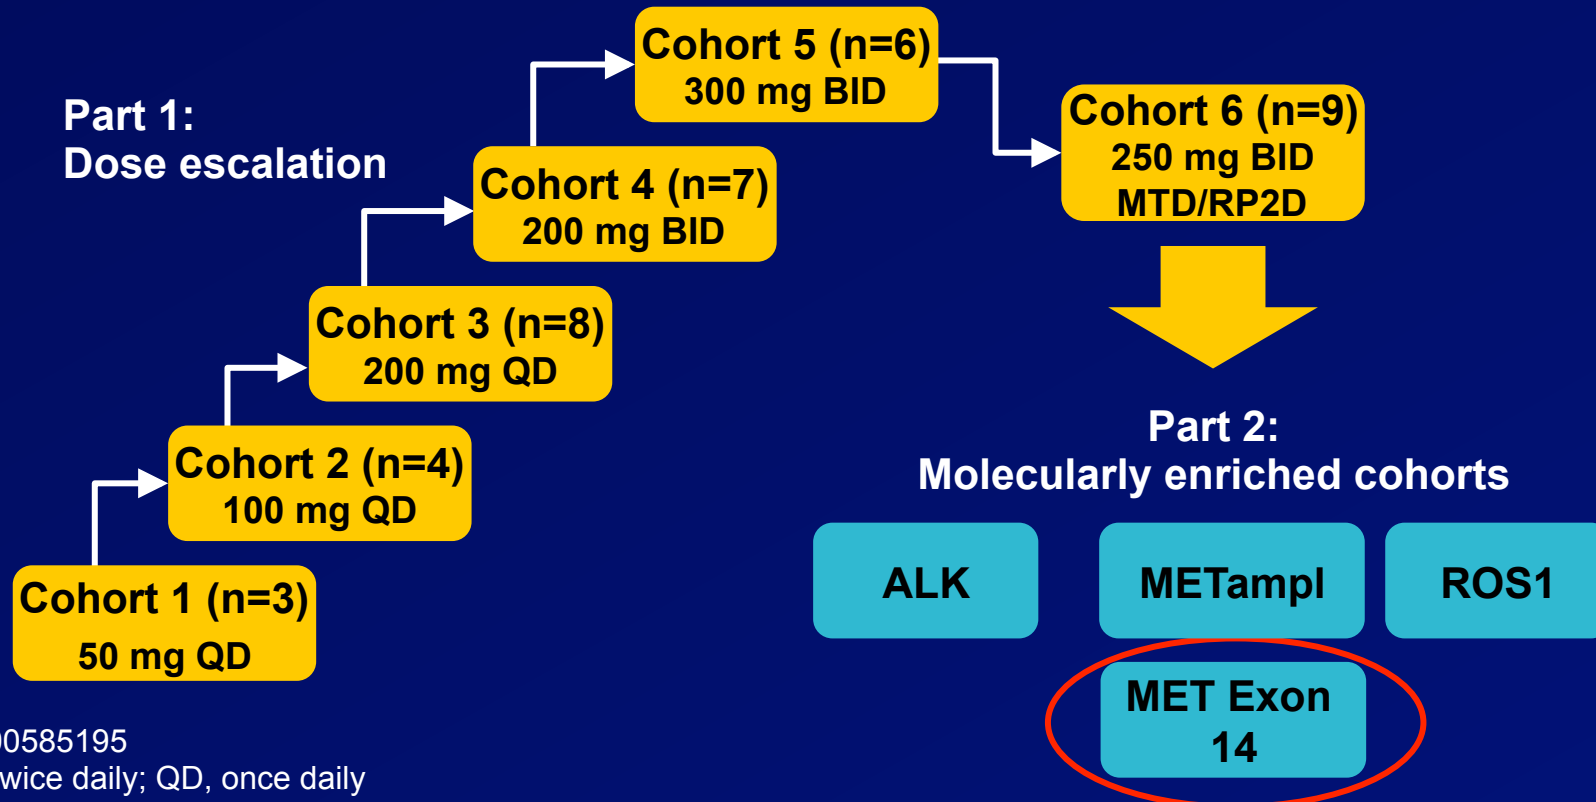 Part 1:
Dose escalation
Cohort 5 (n=6)
300 mg BID
Cohort 6 (n=9)
250 mg BID
MTD/RP2D
Cohort 4 (n=7)
200 mg BID
Cohort 3 (n=8)
200 mg QD
Cohort 2 (n=4)
100 mg QD
Cohort 1 (n=3)
50 mg QD
Part 2:
Molecularly enriched cohorts
ALK
METampl
ROS1
MET Exon
14
0585195
wice daily; QD, once daily